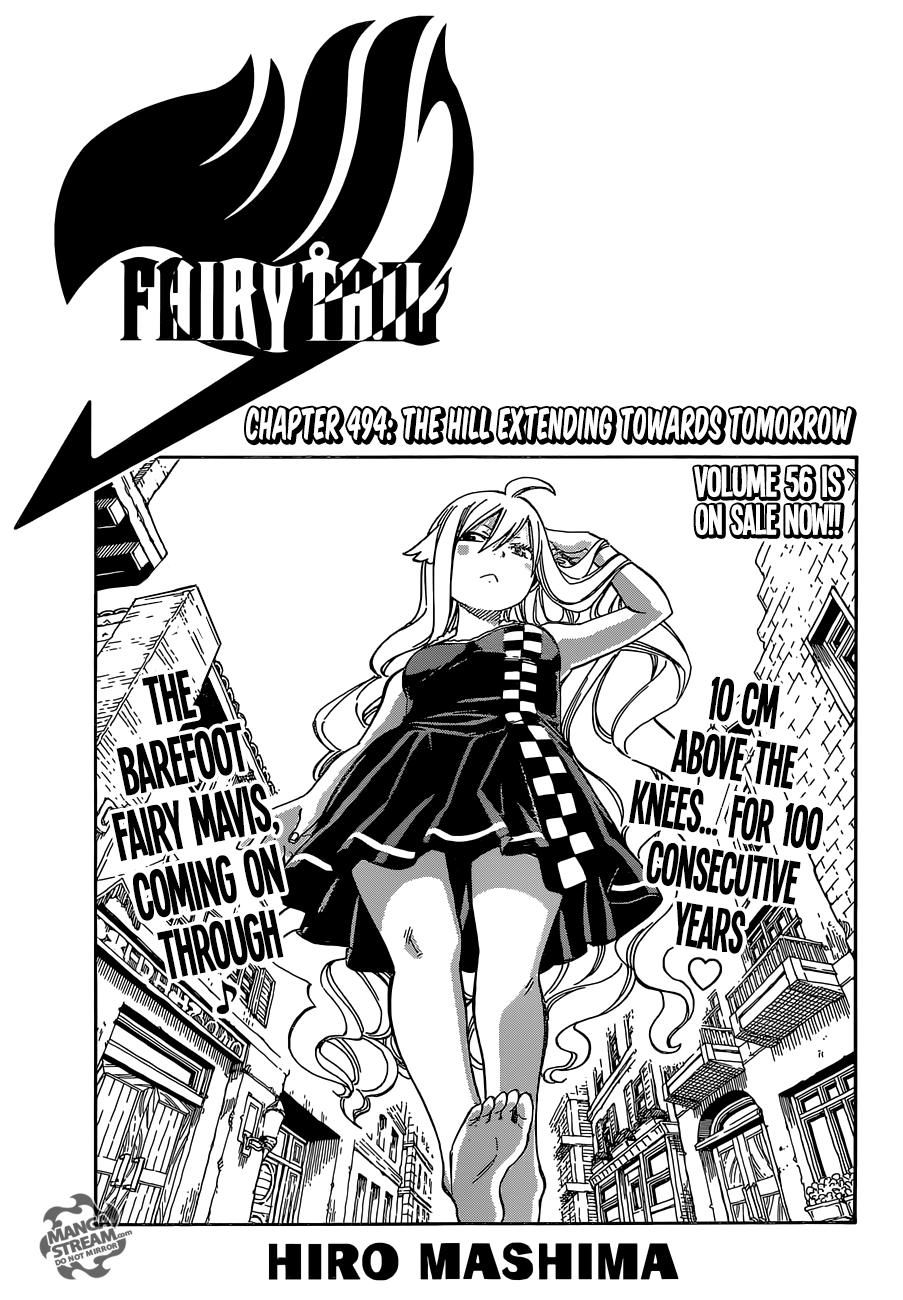 FAIRY TAIL
CHAPTER 494: THE HILL EXTENDING TOWARDS TOMORROW
VOLUME 56 IS
ON SALE NOW!!
THE
BAREFOOT
FAIRY MAVIS,
COMING ON
THROUGH
♪
10 CM
ABOVE THE
KNEES... FOR 100
CONSECUTIVE
YEARS
♡
MANGA
STREAM.com
DO NOT MIRROR
HIRO MASHIMA